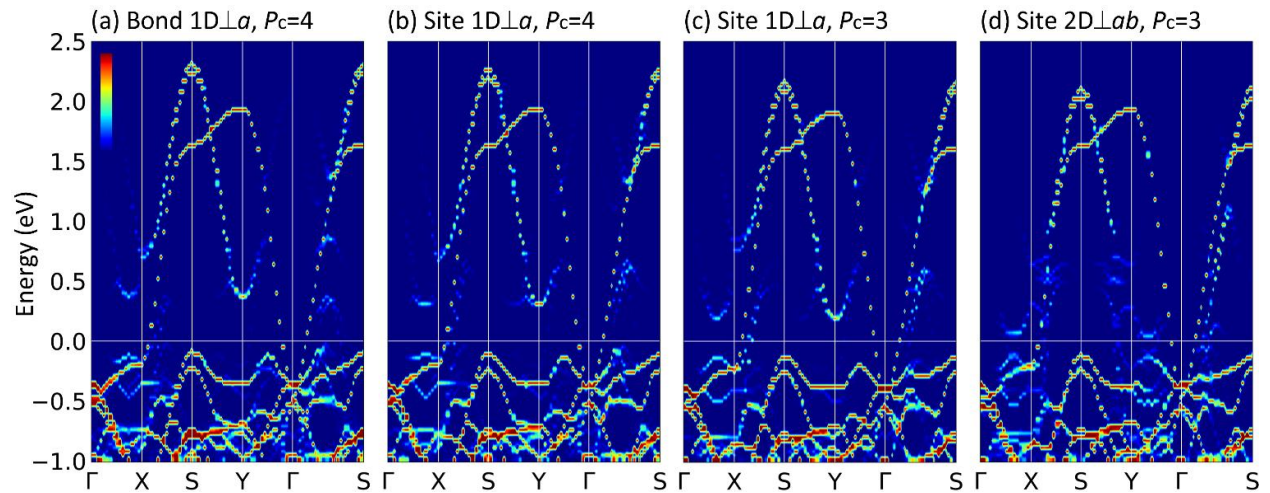 (a) Bond 1D⊥a, Pc=4
(b) Site 1D⊥a, Pc=4
(c) Site 1D⊥a, Pc=3
(d) Site 2D⊥ab, Pc=3
Energy (eV)
2.5
2.0
1.5
1.0
0.5
0.0
−0.5
−1.0
Γ X S Y Γ S
Γ X S Y Γ S
Γ X S Y Γ S
Γ X S Y Γ S